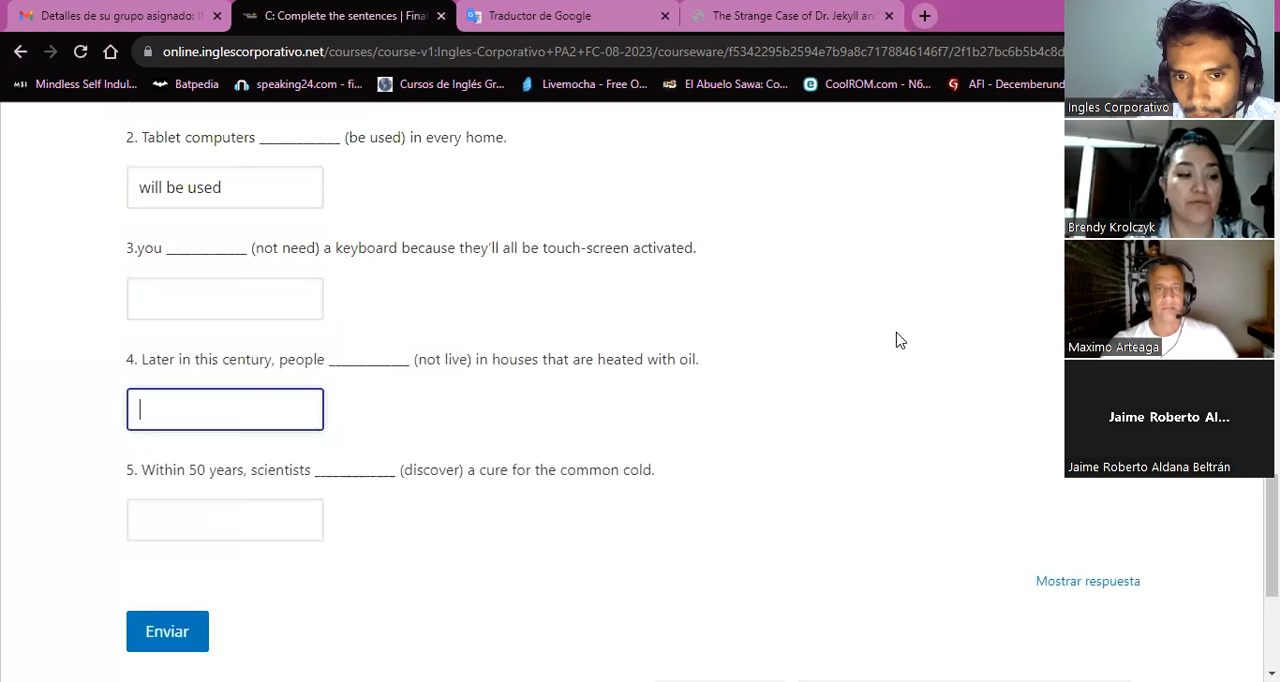 Detalles de su grupo asignado: I
C: Complete the sentences | Final
Traductor de Google
The Strange Case of Dr. Jekyll an
online.inglescorporativo.net/courses/course-v1:Ingles-Corporativo+PA2+FC-08-2023/courseware/f5342295b2594e7b9a8c7178846146f7/2f1b27bc6b5b4c8d
Mindless Self Indul...
Batpedia
speaking24.com - fi...
Cursos de Inglés Gr...
Livemocha - Free O...
El Abuelo Sawa: Co...
CoolROM.com - N6...
AFI - Decemberund
2. Tablet computers ____________ (be used) in every home.
will be used
3.you ____________ (not need) a keyboard because they'll all be touch-screen activated.
4. Later in this century, people ____________ (not live) in houses that are heated with oil.
5. Within 50 years, scientists ____________ (discover) a cure for the common cold.
Mostrar respuesta
Enviar
Ingles Corporativo
Brendy Krolczyk
Maximo Arteaga
Jaime Roberto Al...
Jaime Roberto Aldana Beltrán